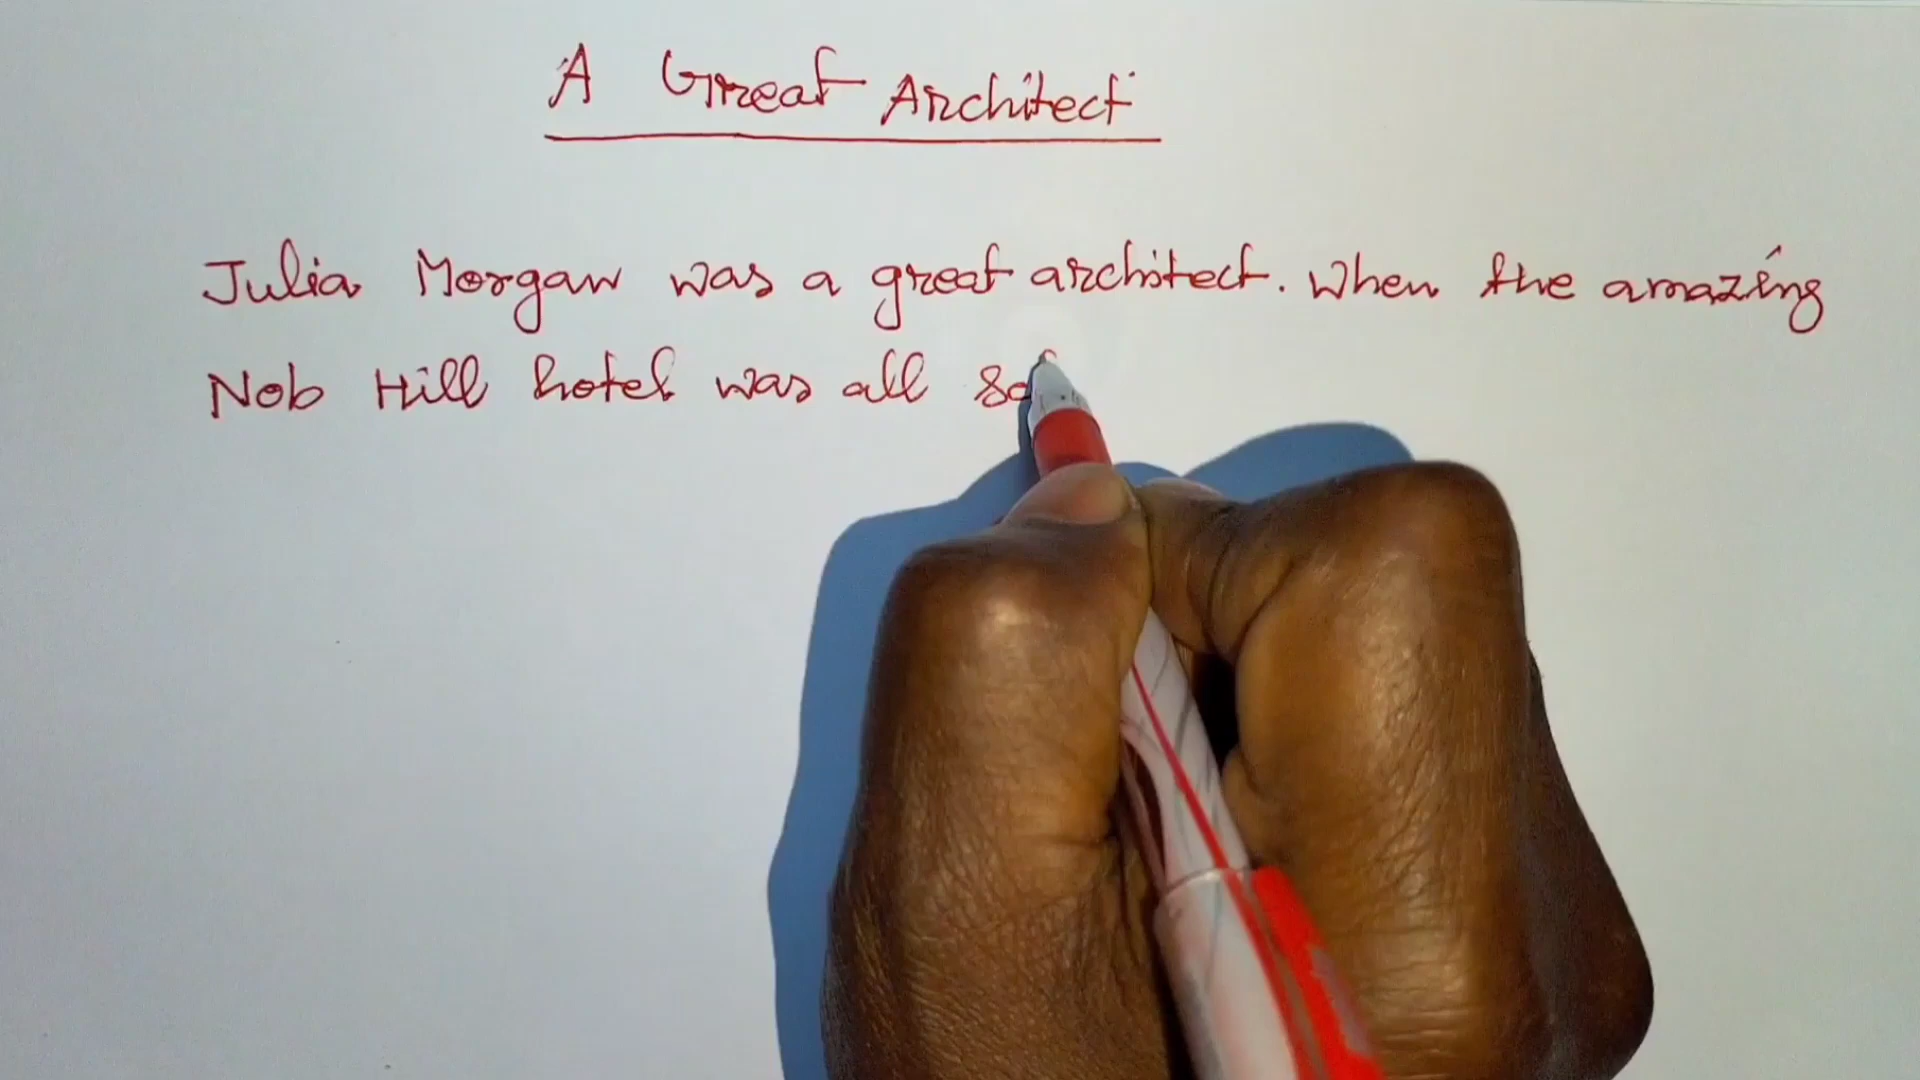 A Great Architect
Julia Morgan was a great architect. When the amazing
Nob Hill hotel was all